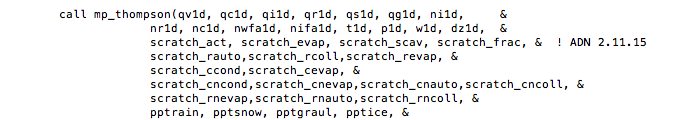 call mp_thompson(qv1d, qc1d, qi1d, qr1d, qs1d, qg1d, ni1d, &
nr1d, nc1d, nwfa1d, nifa1d, t1d, p1d, w1d, dz1d, &
scratch_act, scratch_evap, scratch_scav, scratch_frac, & ! ADN 2.11.15
scratch_rauto,scratch_rcoll,scratch_revap, &
scratch_ccond,scratch_cevap, &
scratch_cncond,scratch_cnevap,scratch_cnauto,scratch_cncoll, &
scratch_rnevap,scratch_rnauto,scratch_rncoll, &
pptrain, pptsnow, pptgraul, pptice, &